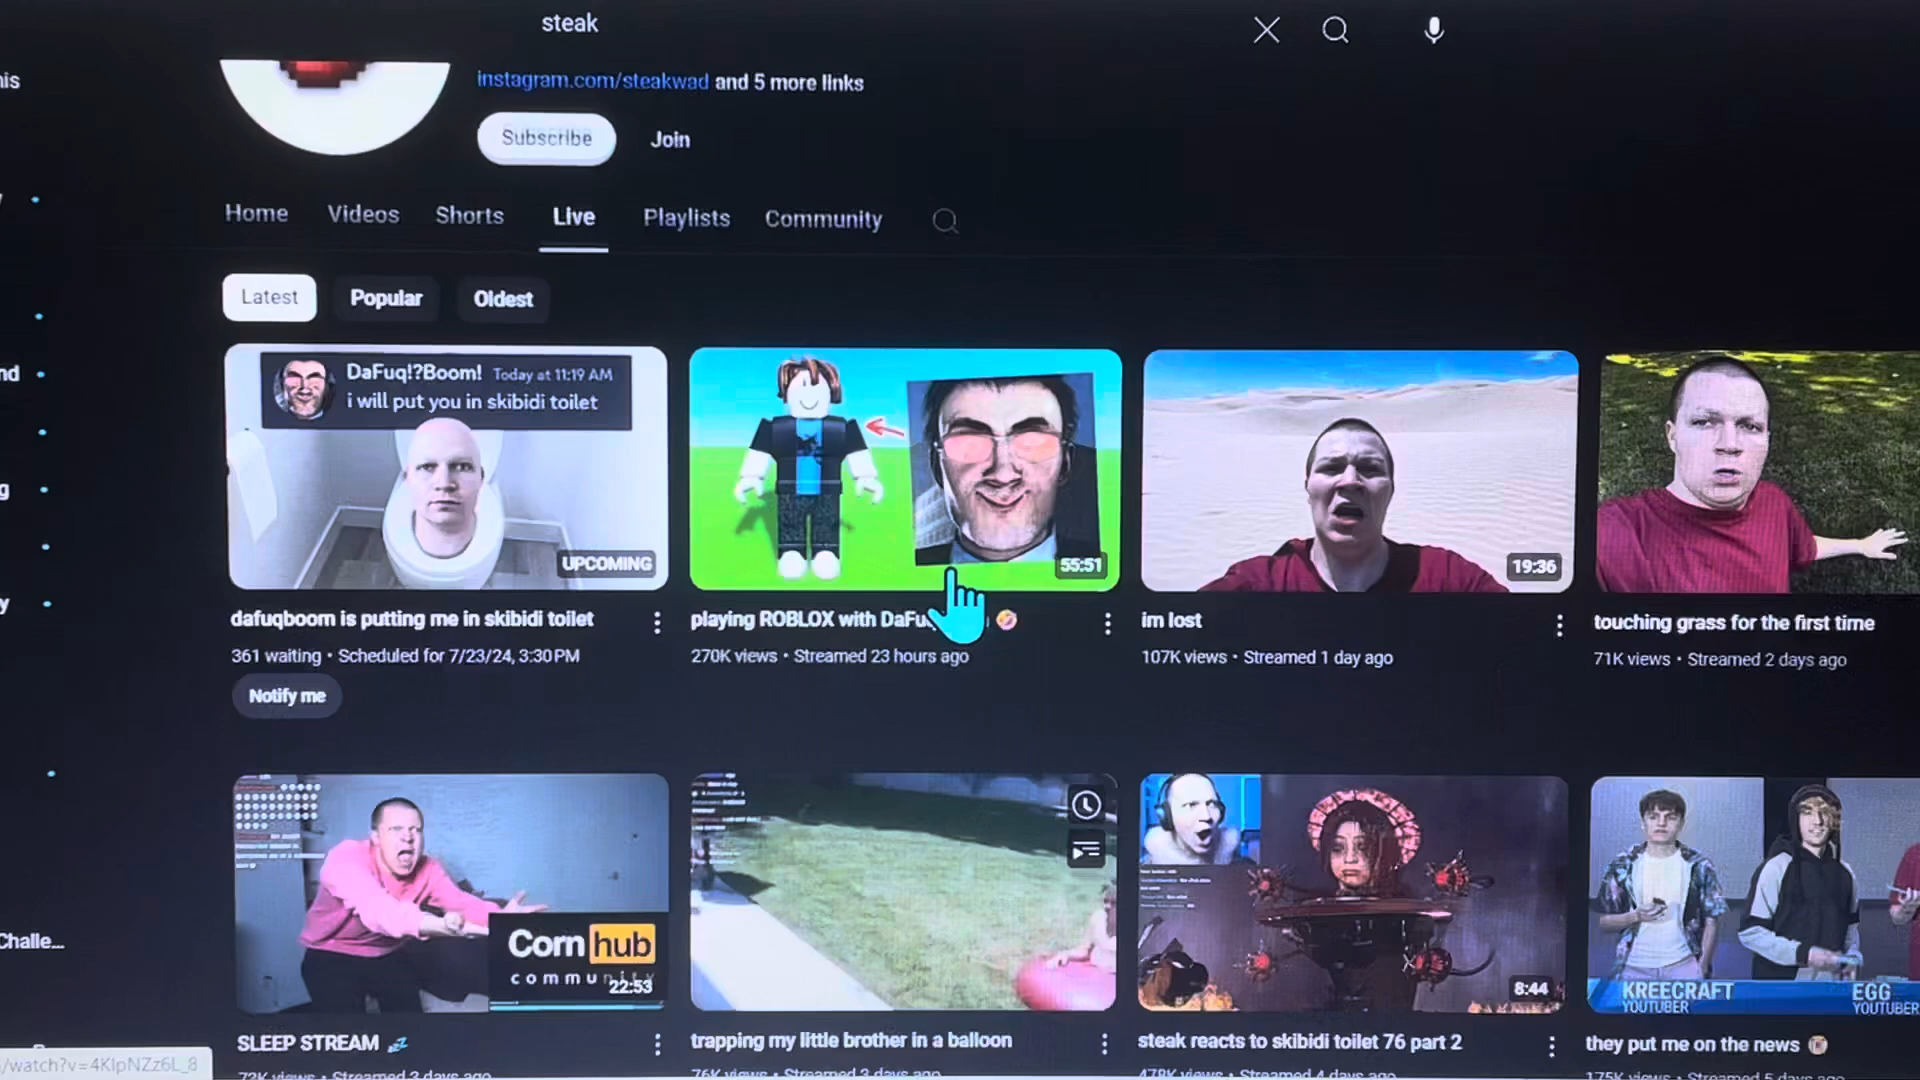 steak
instagram.com/steakwad and 5 more links
Subscribe
Join
Home
Videos
Shorts
Live
Playlists
Community
Latest
Popular
Oldest
DaFuq!?Boom! Today at 11:19 AM
i will put you in skibidi toilet
UPCOMING
55:51
19:36
dafuqboom is putting me in skibidi toilet
361 waiting • Scheduled for 7/23/24, 3:30 PM
Notify me
playing ROBLOX with
270K views • Streamed 23 hours ago
im lost
107K views • Streamed 1 day ago
touching grass for the first time
71K views • Streamed 2 days ago
Corn hub
community
22:53
8:44
KREECRAFT
YOUTUBER
EGG
YOUTUBER
SLEEP STREAM
trapping my little brother in a balloon
steak reacts to skibidi toilet 76 part 2
they put me on the news
72K views • Streamed 3 days ago
76K views • Streamed 3 days ago
478K views • Streamed 4 days ago
175K views • Streamed 5 days ago
Challe...
/watch?v=4KlpNZz6L_8